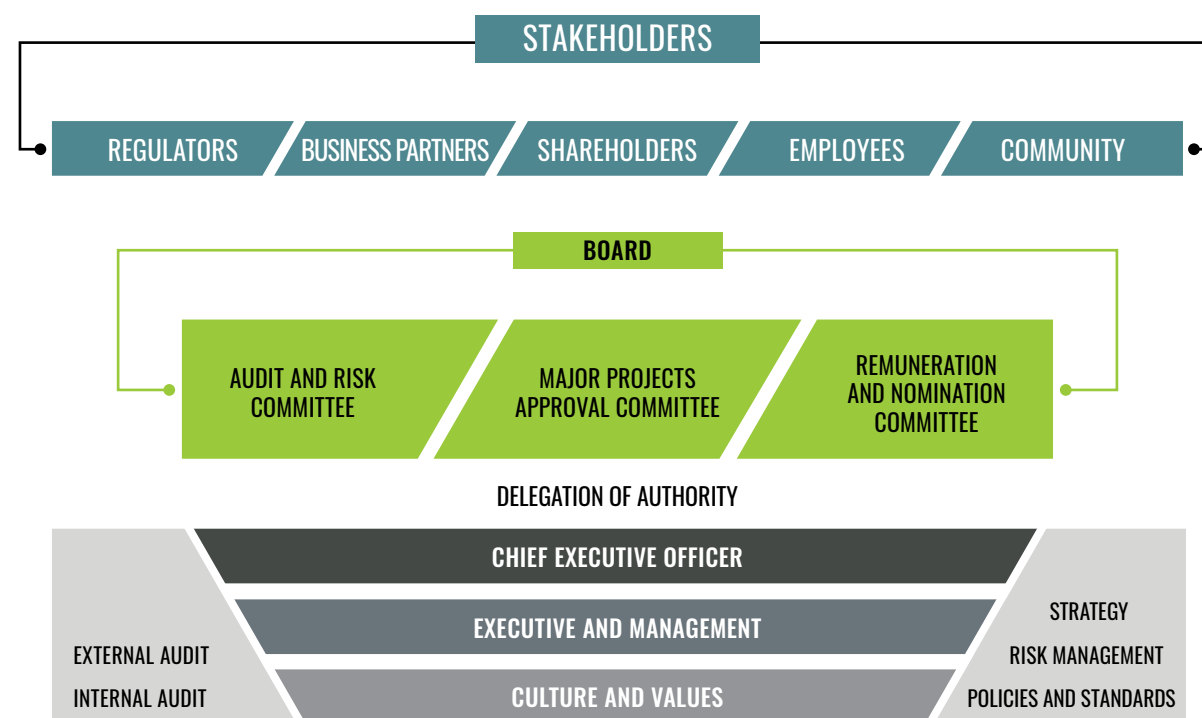 STAKEHOLDERS
REGULATORS
BUSINESS PARTNERS
SHAREHOLDERS
EMPLOYEES
COMMUNITY
BOARD
AUDIT AND RISK
COMMITTEE
MAJOR PROJECTS
APPROVAL COMMITTEE
REMUNERATION
AND NOMINATION
COMMITTEE
DELEGATION OF AUTHORITY
CHIEF EXECUTIVE OFFICER
EXECUTIVE AND MANAGEMENT
CULTURE AND VALUES
EXTERNAL AUDIT
INTERNAL AUDIT
STRATEGY
RISK MANAGEMENT
POLICIES AND STANDARDS